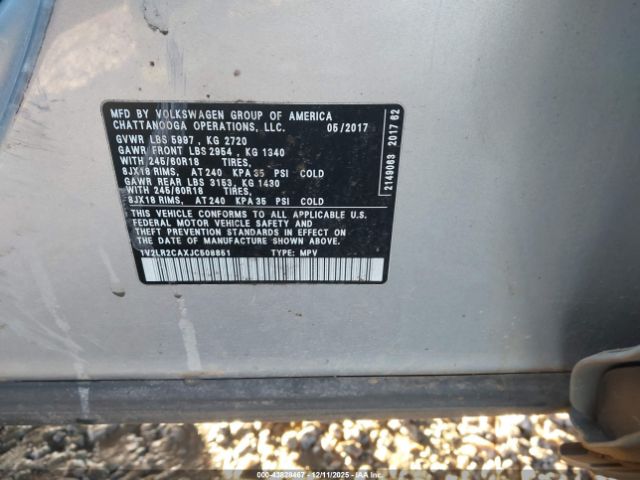 MFD BY VOLKSWAGEN GROUP OF AMERICA
CHATTANOOGA OPERATIONS, LLC. 05/2017
GVWR LBS 5997 , KG 2720
GAWR FRONT LBS 2954 , KG 1340
WITH 245/60R18 TIRES,
8JX18 RIMS, AT 240 KPA 35 PSI COLD
GAWR REAR LBS 3153, KG 1430
WITH 245/60R18 TIRES,
8JX18 RIMS, AT 240 KPA 35 PSI COLD
THIS VEHICLE CONFORMS TO ALL APPLICABLE U.S.
FEDERAL MOTOR VEHICLE SAFETY AND
THEFT PREVENTION STANDARDS IN EFFECT ON
THE DATE OF MANUFACTURE SHOWN ABOVE.
1V2LR2CAXJC508851 TYPE: MPV
2149063 2017 62
000-43828467 - 12/11/2025 - IAA Inc.